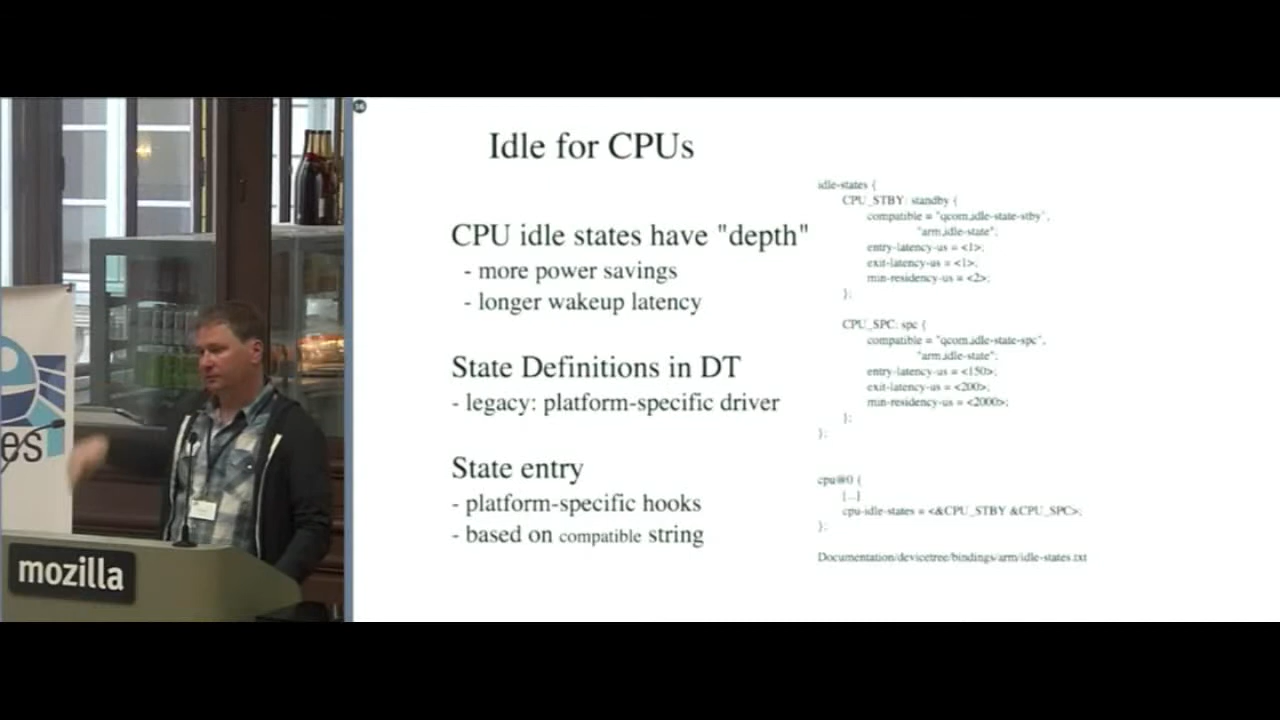 16
Idle for CPUs
CPU idle states have "depth"
- more power savings
- longer wakeup latency
State Definitions in DT
- legacy: platform-specific driver
State entry
- platform-specific hooks
- based on compatible string
idle-states {
CPU_STBY: standby {
compatible = "qcom,idle-state-stby",
"arm,idle-state";
entry-latency-us = <1>;
exit-latency-us = <1>;
min-residency-us = <2>;
};
CPU_SPC: spc {
compatible = "qcom,idle-state-spc",
"arm,idle-state";
entry-latency-us = <150>;
exit-latency-us = <200>;
min-residency-us = <2000>;
};
};
cpu@0 {
[...]
cpu-idle-states = <&CPU_STBY &CPU_SPC>;
};
Documentation/devicetree/bindings/arm/idle-states.txt
mozilla